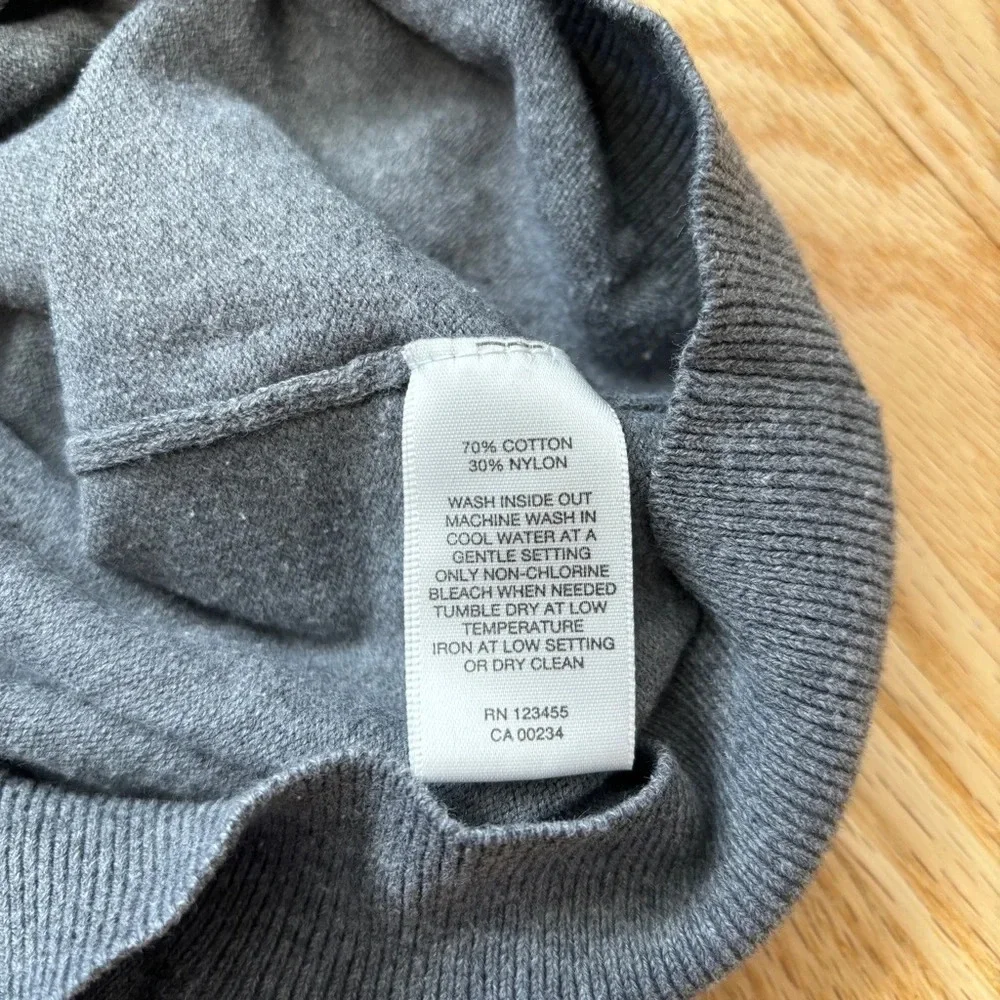 70% COTTON
30% NYLON
WASH INSIDE OUT
MACHINE WASH IN
COOL WATER AT A
GENTLE SETTING
ONLY NON-CHLORINE
BLEACH WHEN NEEDED
TUMBLE DRY AT LOW
TEMPERATURE
IRON AT LOW SETTING
OR DRY CLEAN
RN 123455
CA 00234